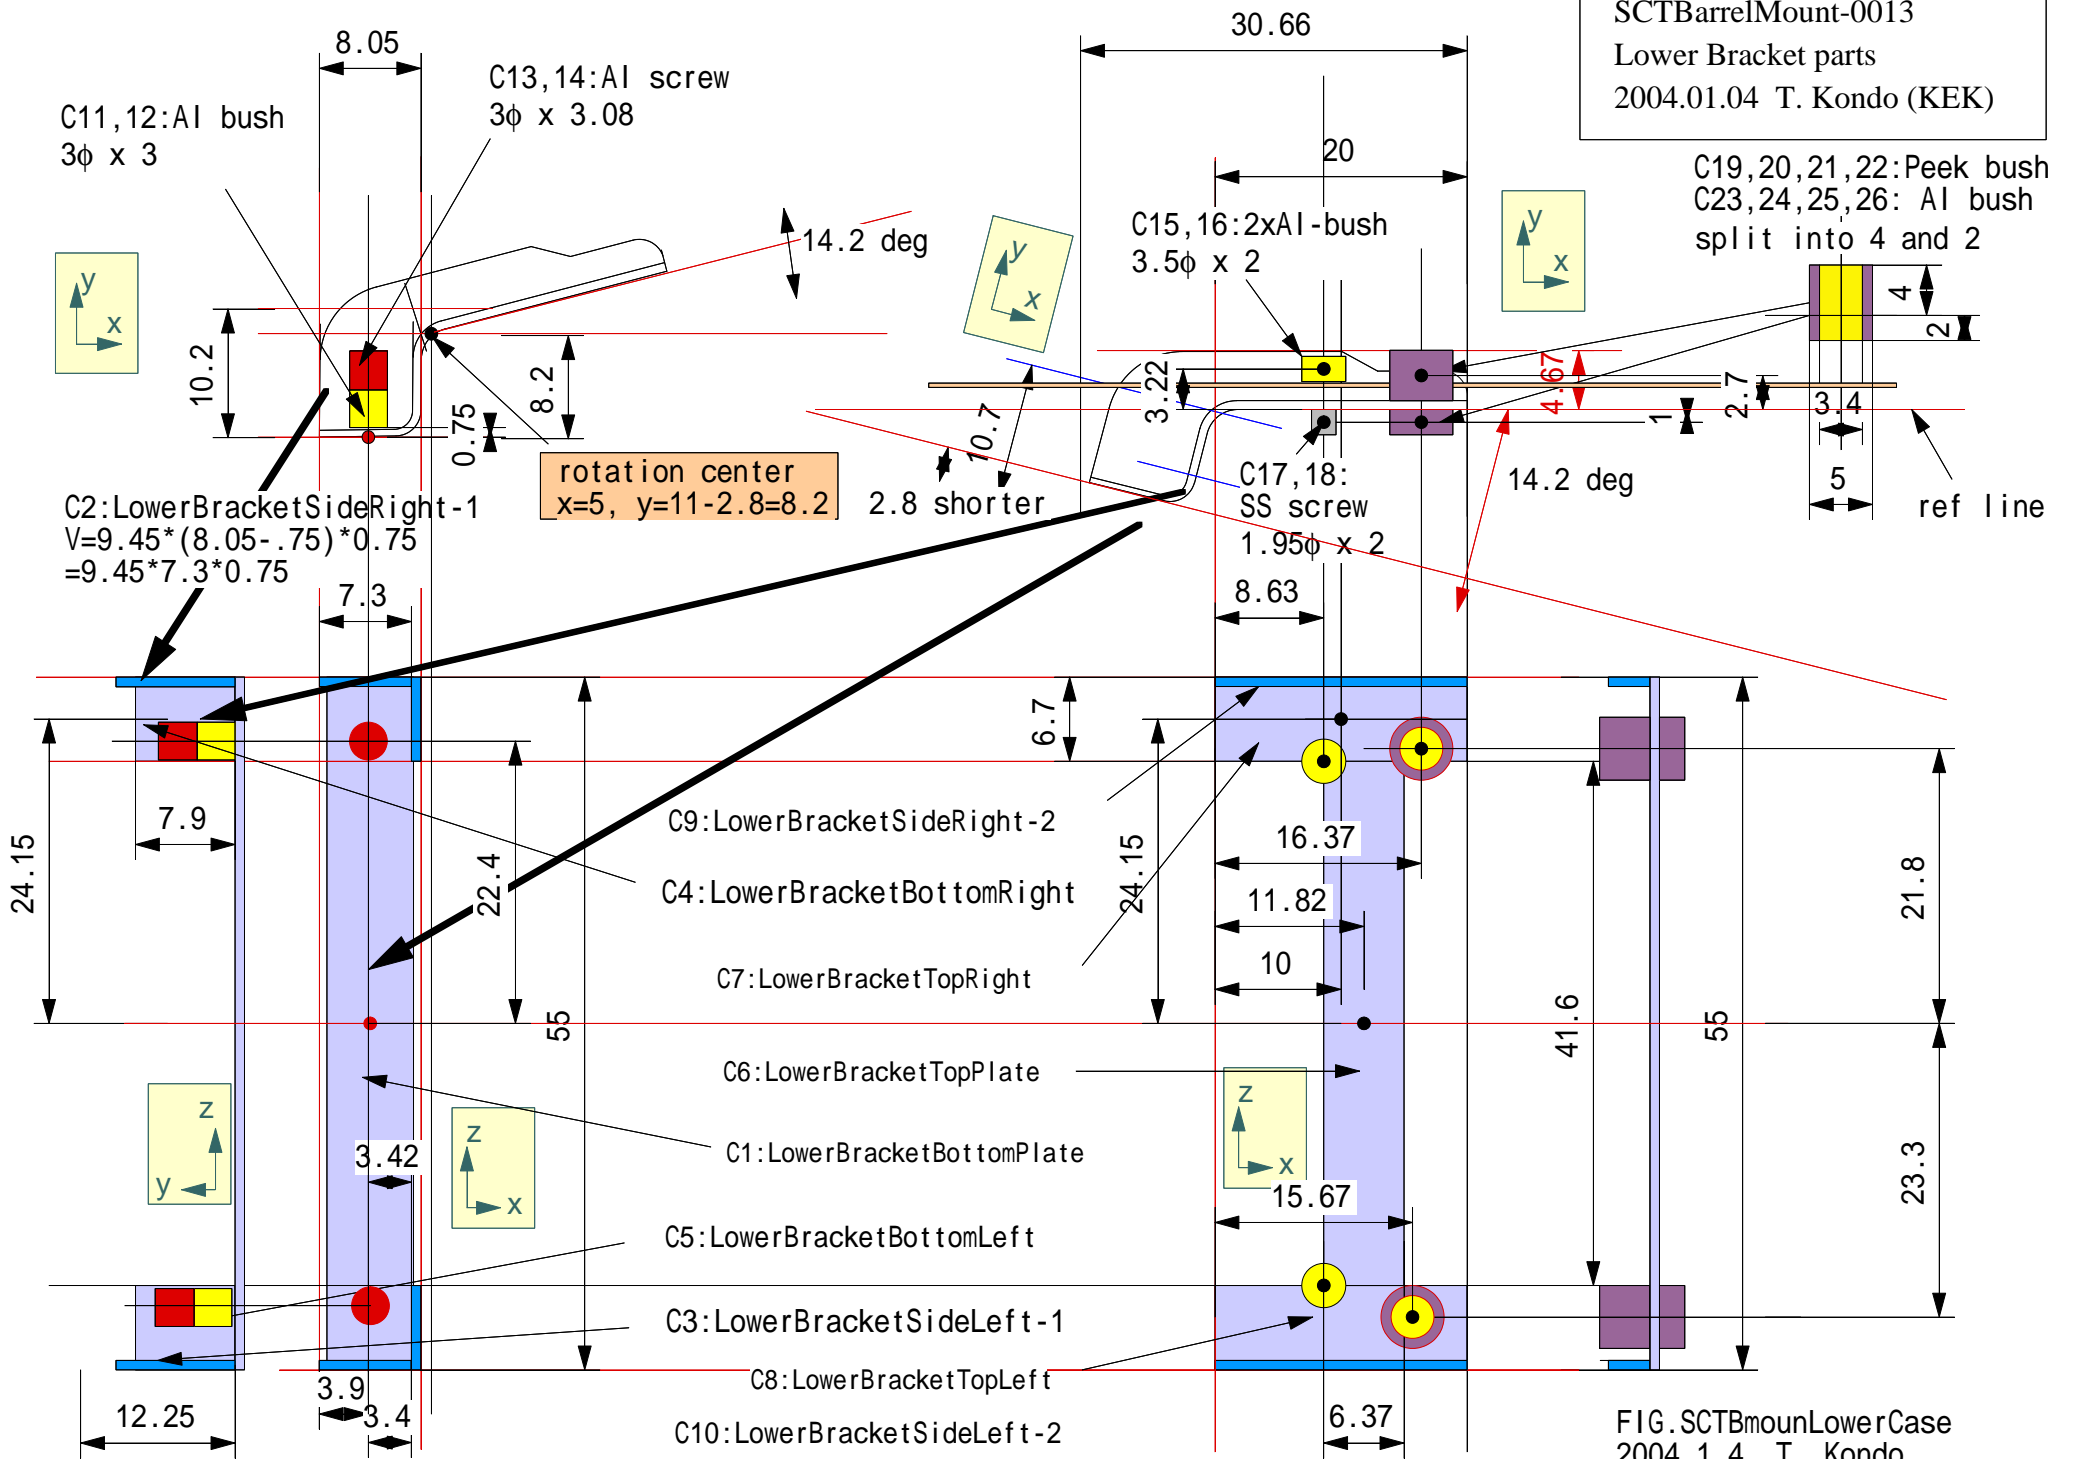 SCTBarrelMount-0013
Lower Bracket parts
2004.01.04 T. Kondo (KEK)
30.66
8.05
C13,14:Al screw
3φ x 3.08
C11,12:Al bush
3φ x 3
20
C19,20,21,22:Peek bush
C23,24,25,26: Al bush
split into 4 and 2
C15,16:2xAl-bush
3.5φ x 2
14.2 deg
y
x
y
x
y
x
4
2
10.2
8.2
0.75
3.22
4.67
2.7
1
3.4
5
10.7
rotation center
x=5, y=11-2.8=8.2
2.8 shorter
C17,18:
SS screw
1.95φ x 2
14.2 deg
ref line
C2:LowerBracketSideRight-1
V=9.45*(8.05-.75)*0.75
=9.45*7.3*0.75
7.3
8.63
6.7
7.9
24.15
22.4
55
C9:LowerBracketSideRight-2
C4:LowerBracketBottomRight
C7:LowerBracketTopRight
24.15
16.37
11.82
10
41.6
55
21.8
23.3
C6:LowerBracketTopPlate
C1:LowerBracketBottomPlate
z
y
z
x
z
x
3.42
15.67
C5:LowerBracketBottomLeft
C3:LowerBracketSideLeft-1
C8:LowerBracketTopLeft
C10:LowerBracketSideLeft-2
3.9
3.4
12.25
6.37
FIG.SCTBmounLowerCase
2004.1.4 T. Kondo